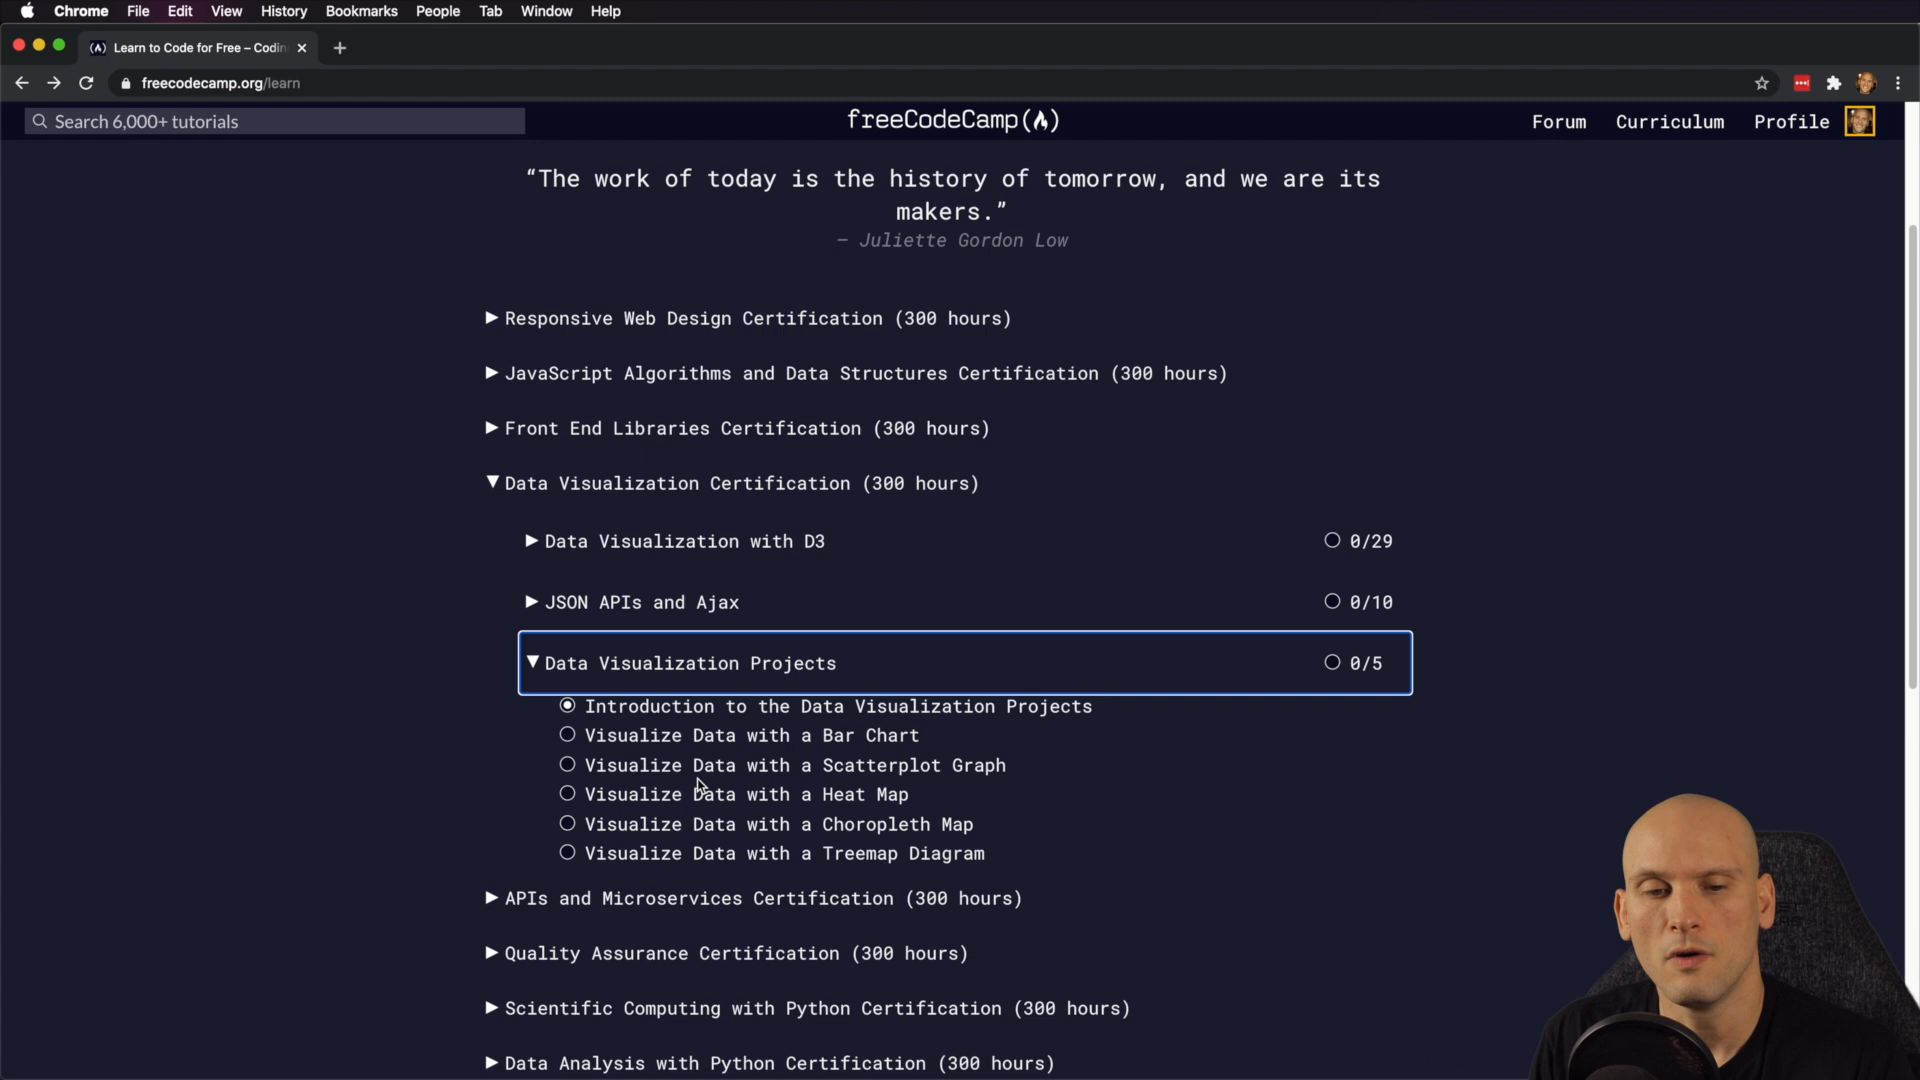 Chrome File Edit View History Bookmarks People Tab Window Help
Learn to Code for Free – Codin
freecodecamp.org/learn
Search 6,000+ tutorials
freeCodeCamp
Forum Curriculum Profile
“The work of today is the history of tomorrow, and we are its
makers.”
— Juliette Gordon Low
Responsive Web Design Certification (300 hours)
JavaScript Algorithms and Data Structures Certification (300 hours)
Front End Libraries Certification (300 hours)
Data Visualization Certification (300 hours)
Data Visualization with D3 0/29
JSON APIs and Ajax 0/10
Data Visualization Projects 0/5
Introduction to the Data Visualization Projects
Visualize Data with a Bar Chart
Visualize Data with a Scatterplot Graph
Visualize Data with a Heat Map
Visualize Data with a Choropleth Map
Visualize Data with a Treemap Diagram
APIs and Microservices Certification (300 hours)
Quality Assurance Certification (300 hours)
Scientific Computing with Python Certification (300 hours)
Data Analysis with Python Certification (300 hours)